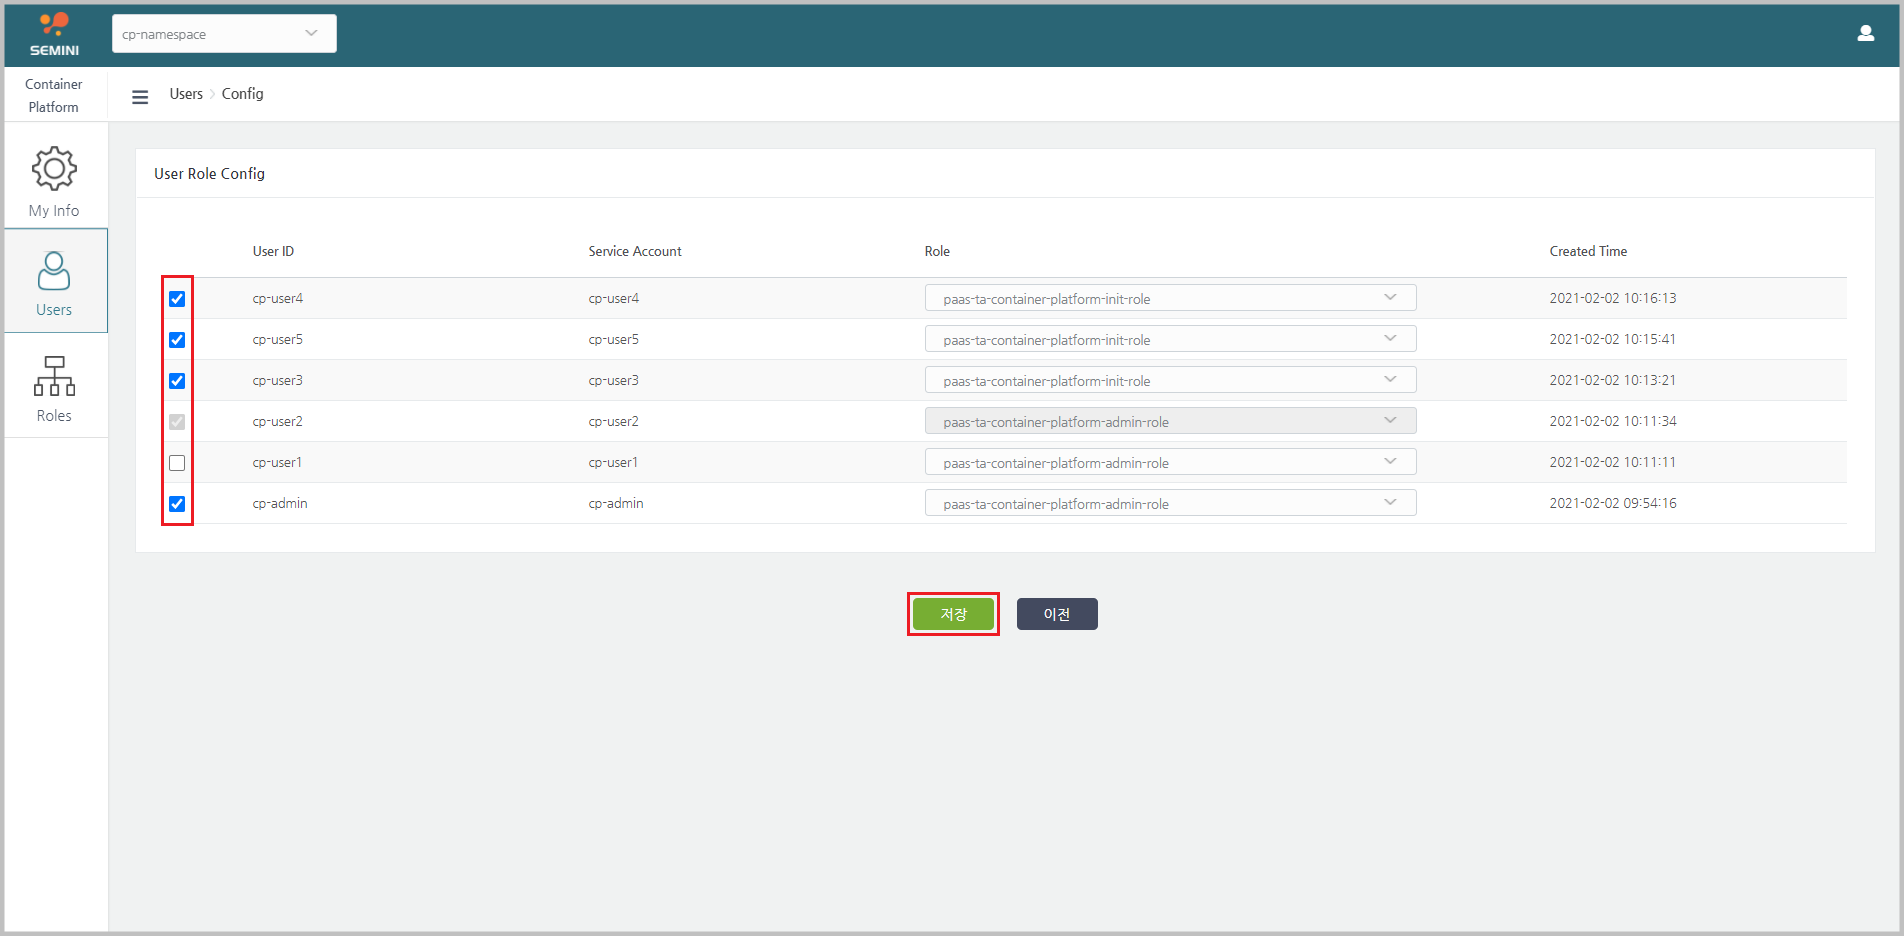 SEMINI
cp-namespace
Container
Platform
Users
Config
My Info
Users
Roles
User Role Config
User ID Service Account Role Created Time
cp-user4 cp-user4 paas-ta-container-platform-init-role 2021-02-02 10:16:13
cp-user5 cp-user5 paas-ta-container-platform-init-role 2021-02-02 10:15:41
cp-user3 cp-user3 paas-ta-container-platform-init-role 2021-02-02 10:13:21
cp-user2 cp-user2 paas-ta-container-platform-admin-role 2021-02-02 10:11:34
cp-user1 cp-user1 paas-ta-container-platform-admin-role 2021-02-02 10:11:11
cp-admin cp-admin paas-ta-container-platform-admin-role 2021-02-02 09:54:16
저장 이전